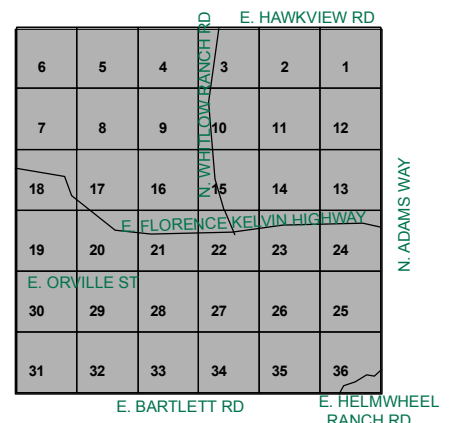 E. HAWKVIEW RD
N. WHITLOW RANCH RD
6 5 4 3 2 1
7 8 9 10 11 12
N. ADAMS WAY
18 17 16 15 14 13
E. FLORENCE KELVIN HIGHWAY
19 20 21 22 23 24
E. ORVILLE ST
30 29 28 27 26 25
31 32 33 34 35 36
E. BARTLETT RD
E. HELMWHEEL
RANCH RD